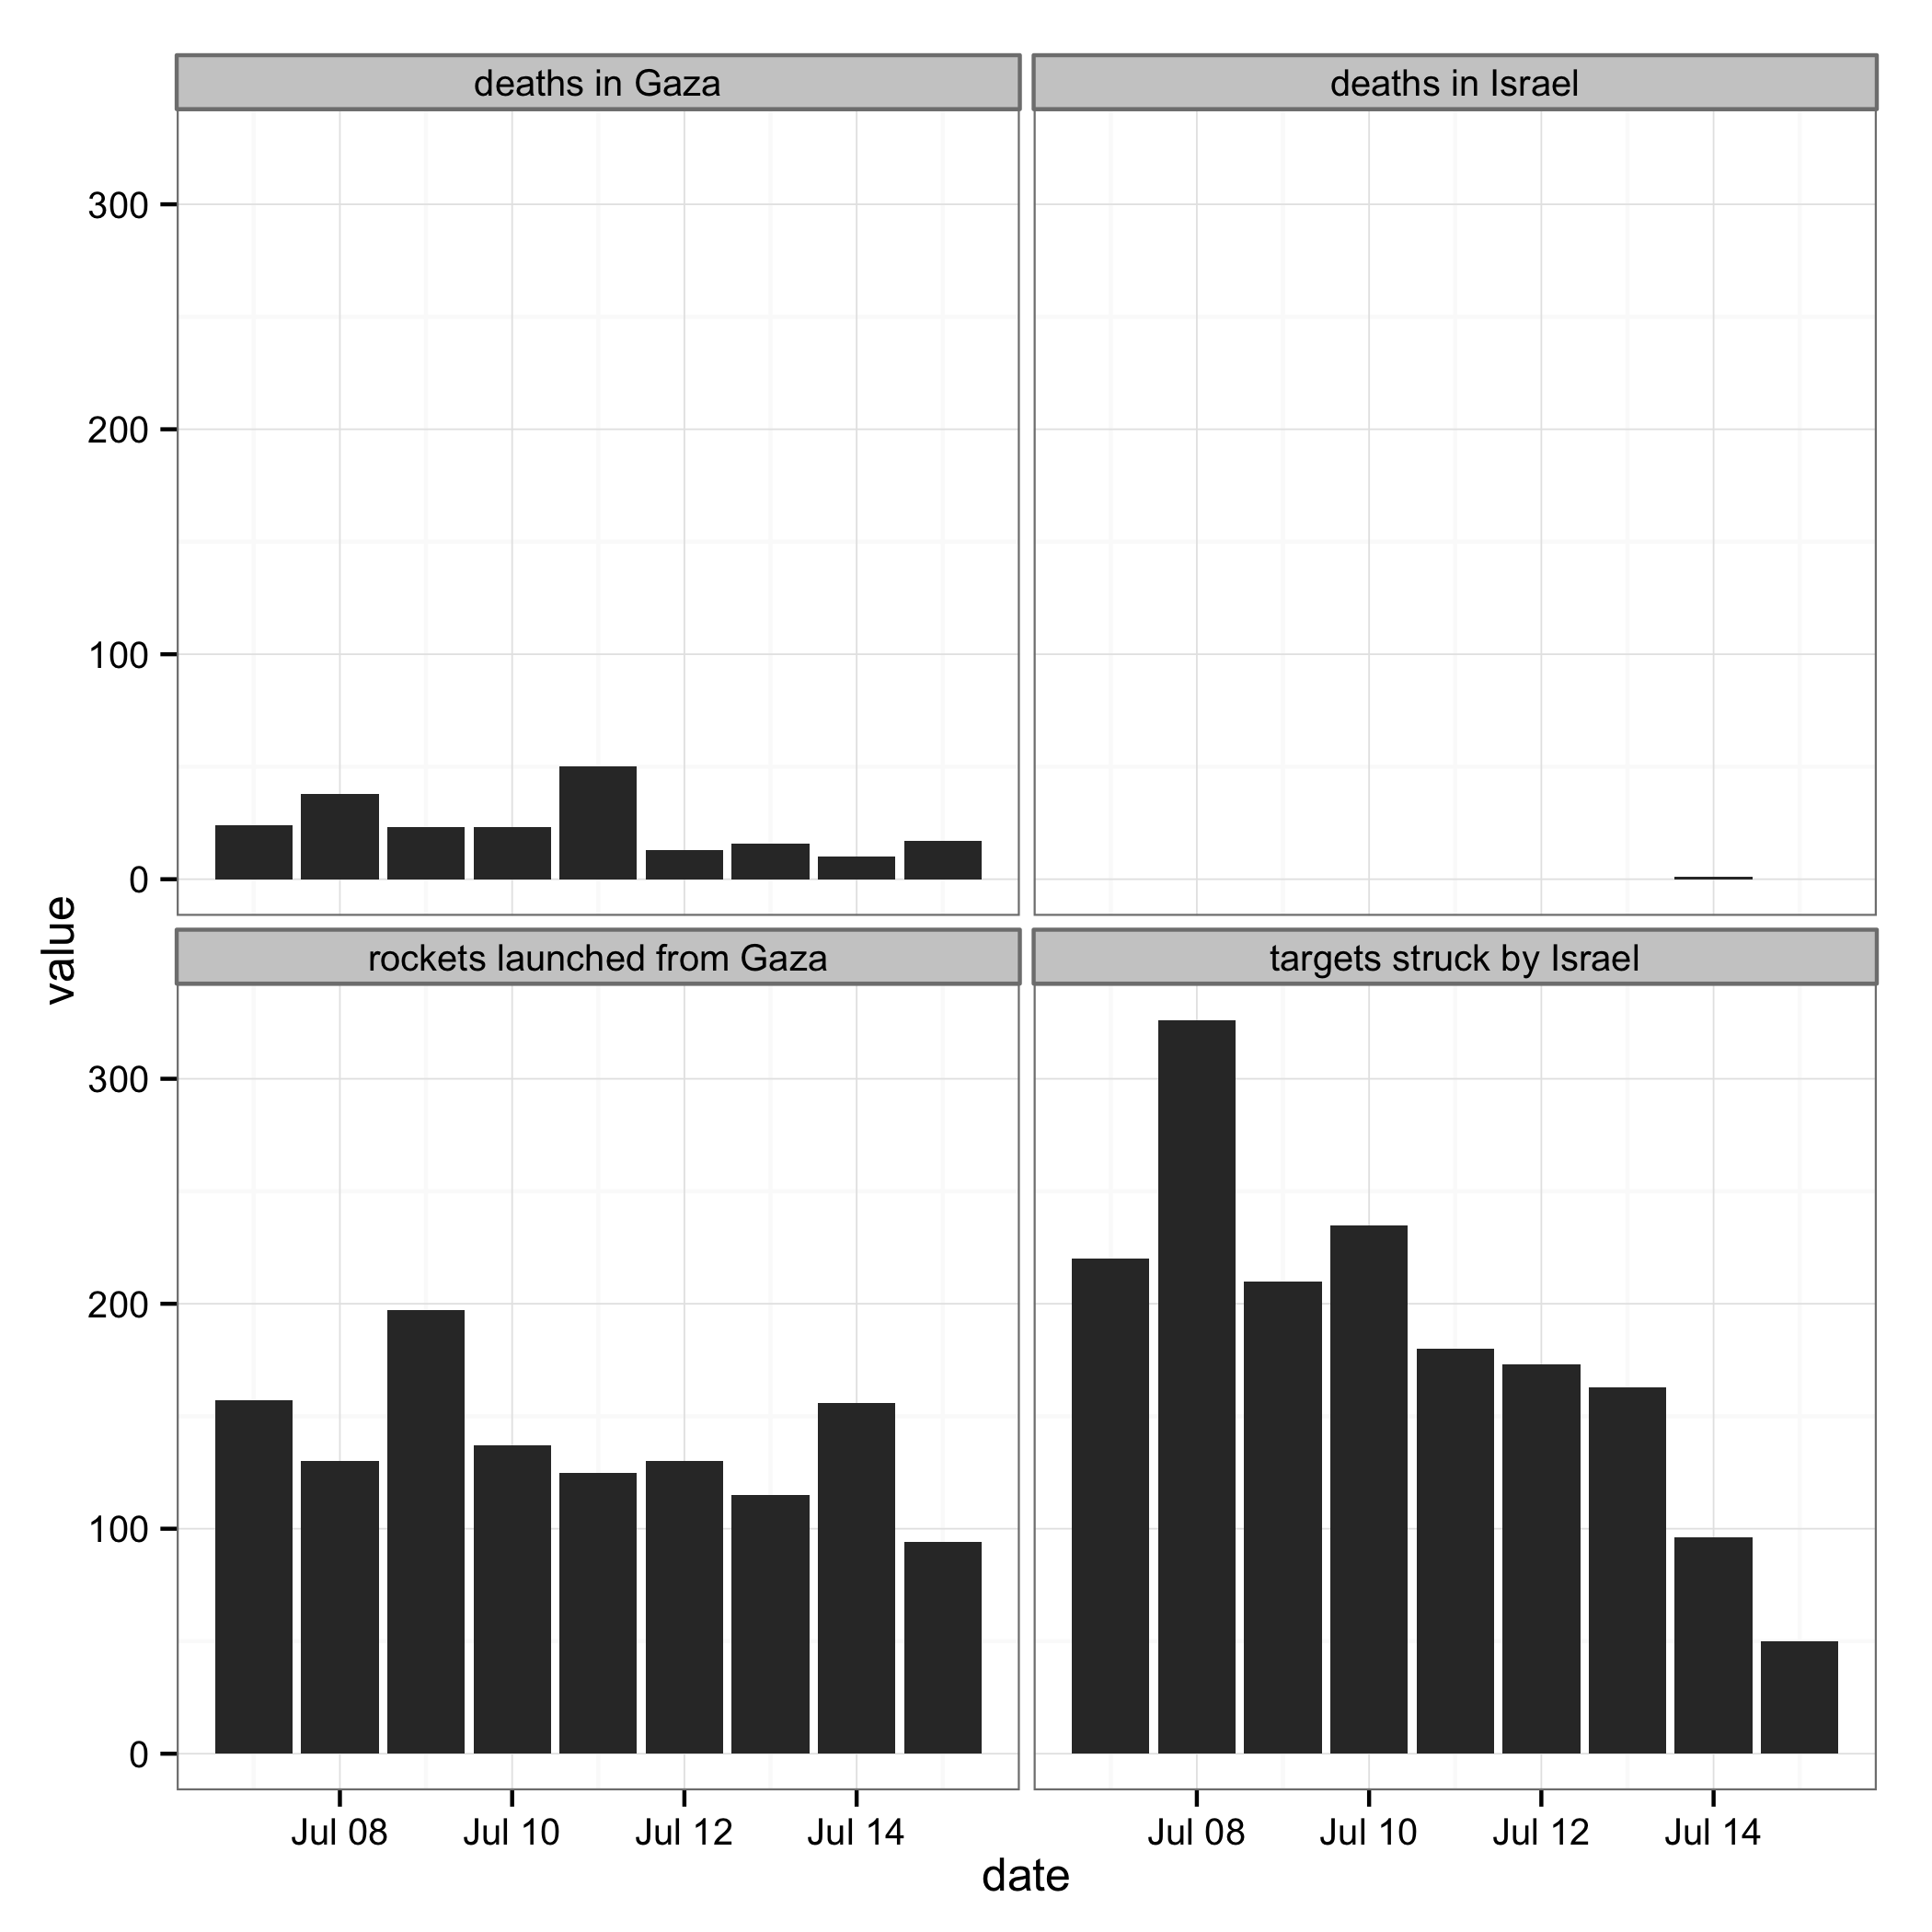 deaths in Gaza
deaths in Israel
300
200
100
0
value
rockets launched from Gaza
targets struck by Israel
300
200
100
0
Jul 08
Jul 10
Jul 12
Jul 14
Jul 08
Jul 10
Jul 12
Jul 14
date